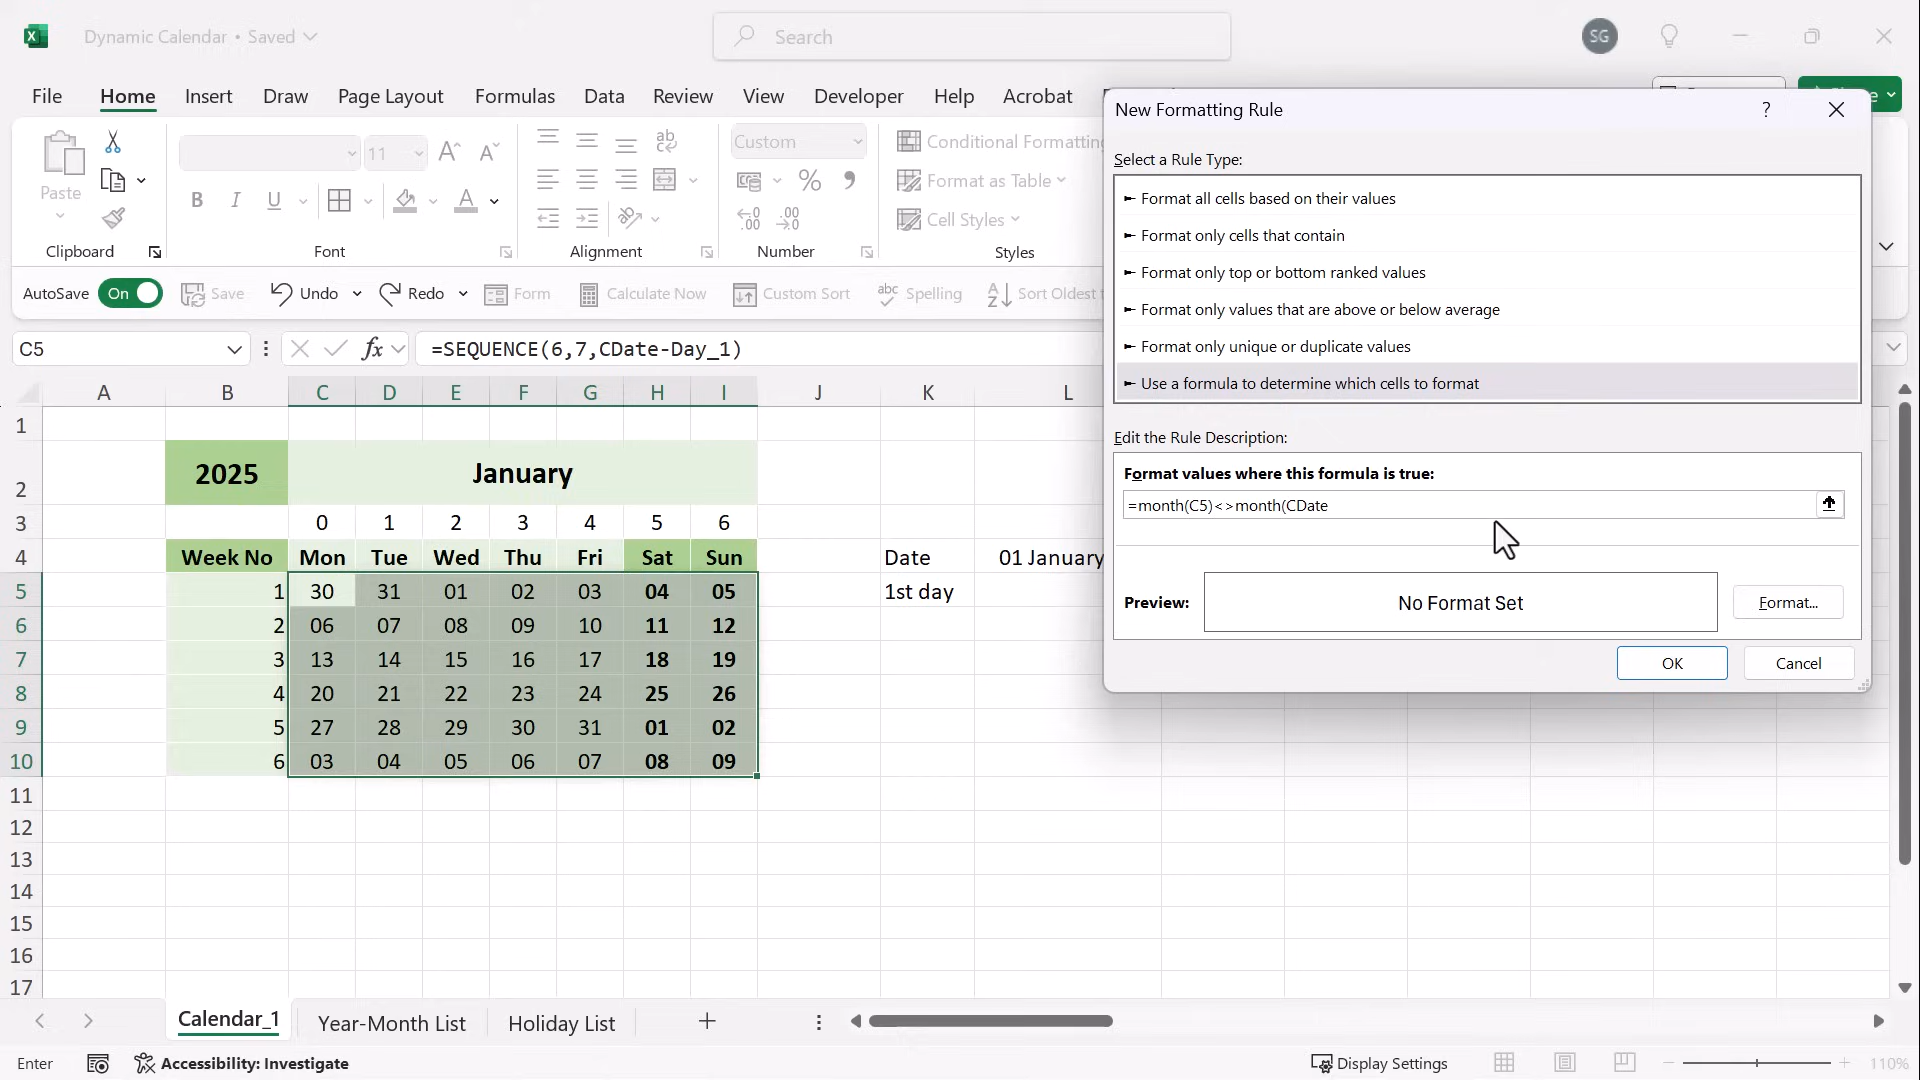 Dynamic Calendar • Saved
Search
SG
File Home Insert Draw Page Layout Formulas Data Review View Developer Help Acrobat
Paste
11
B I U
A
ab
Custom
Conditional Formatting
Format as Table
Cell Styles
Clipboard
Font
Alignment
Number
Styles
AutoSave On Save Undo Redo Form Calculate Now Custom Sort Spelling Sort Oldest
C5
fx
=SEQUENCE(6,7,CDate-Day_1)
A B C D E F G H I J K L
1
2 2025 January
3 0 1 2 3 4 5 6
4 Week No Mon Tue Wed Thu Fri Sat Sun Date 01 January
5 1 30 31 01 02 03 04 05 1st day
6 2 06 07 08 09 10 11 12
7 3 13 14 15 16 17 18 19
8 4 20 21 22 23 24 25 26
9 5 27 28 29 30 31 01 02
10 6 03 04 05 06 07 08 09
11
12
13
14
15
16
17
New Formatting Rule
?
Select a Rule Type:
► Format all cells based on their values
► Format only cells that contain
► Format only top or bottom ranked values
► Format only values that are above or below average
► Format only unique or duplicate values
► Use a formula to determine which cells to format
Edit the Rule Description:
Format values where this formula is true:
=month(C5)<>month(CDate
Preview: No Format Set Format...
OK Cancel
Calendar_1 Year-Month List Holiday List +
Enter Accessibility: Investigate Display Settings 110%